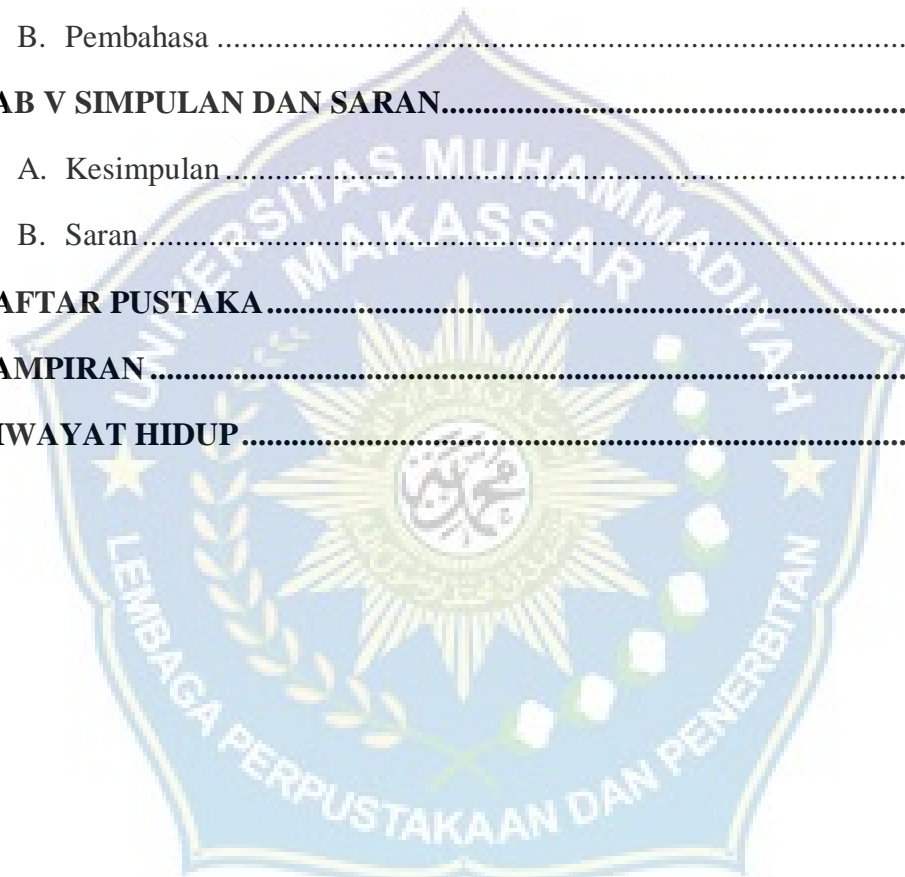 B. Pembahasa ........................................................................................
AB V SIMPULAN DAN SARAN........................................................
A. Kesimpulan ......................................................................................
B. Saran ................................................................................................
AFTAR PUSTAKA .............................................................................
AMPIRAN ...........................................................................................
IWAYAT HIDUP ................................................................................
UNIVERSITAS MUHAMMADIYAH
MAKASSAR
LEMBAGA PERPUSTAKAAN DAN PENERBITAN